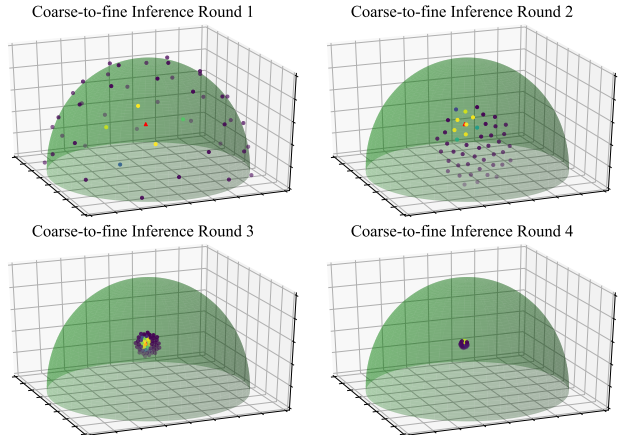 Coarse-to-fine Inference Round 1
Coarse-to-fine Inference Round 2
Coarse-to-fine Inference Round 3
Coarse-to-fine Inference Round 4